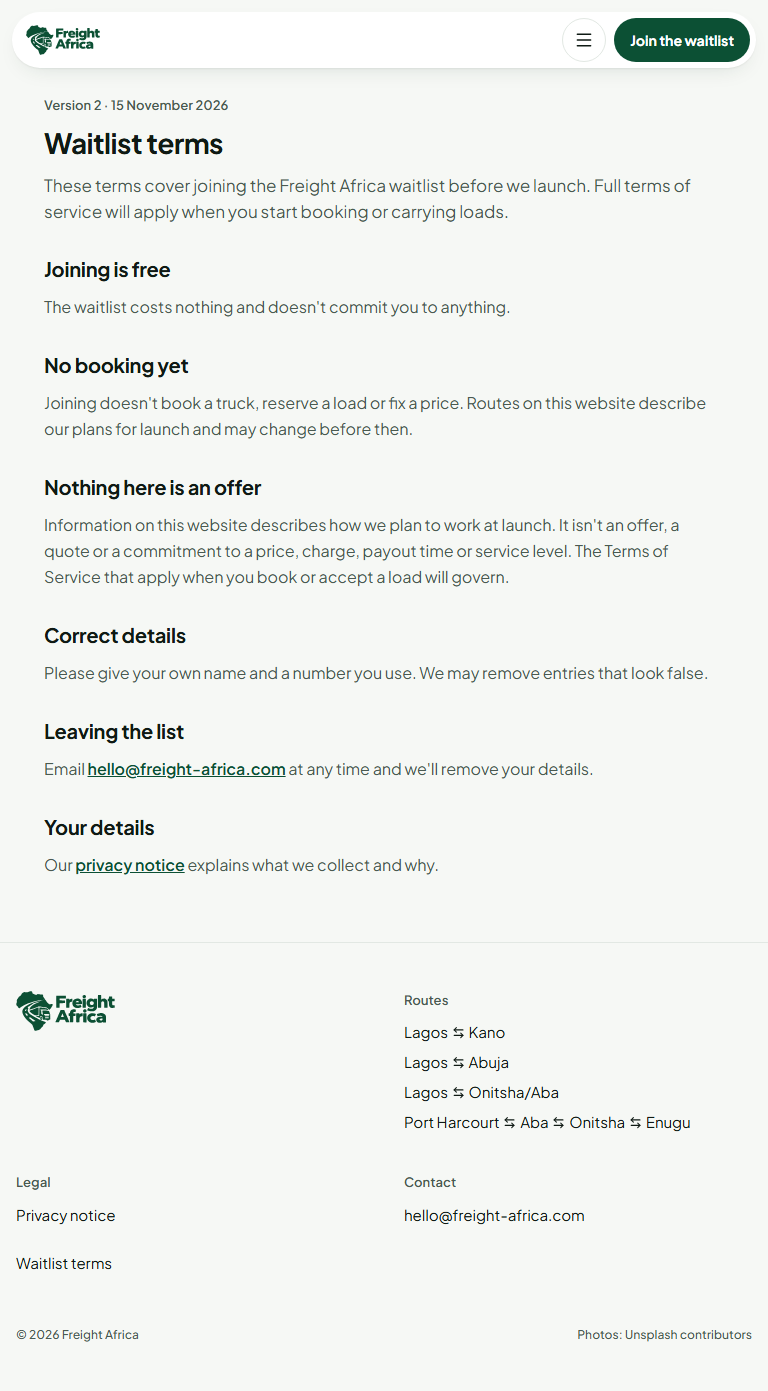 Freight
Africa
Join the waitlist
Version 2 · 15 November 2026
Waitlist terms
These terms cover joining the Freight Africa waitlist before we launch. Full terms of
service will apply when you start booking or carrying loads.
Joining is free
The waitlist costs nothing and doesn't commit you to anything.
No booking yet
Joining doesn't book a truck, reserve a load or fix a price. Routes on this website describe
our plans for launch and may change before then.
Nothing here is an offer
Information on this website describes how we plan to work at launch. It isn't an offer, a
quote or a commitment to a price, charge, payout time or service level. The Terms of
Service that apply when you book or accept a load will govern.
Correct details
Please give your own name and a number you use. We may remove entries that look false.
Leaving the list
Email hello@freight-africa.com at any time and we'll remove your details.
Your details
Our privacy notice explains what we collect and why.
Freight
Africa
Routes
Lagos ⇆ Kano
Lagos ⇆ Abuja
Lagos ⇆ Onitsha/Aba
Port Harcourt ⇆ Aba ⇆ Onitsha ⇆ Enugu
Legal
Privacy notice
Waitlist terms
Contact
hello@freight-africa.com
© 2026 Freight Africa
Photos: Unsplash contributors